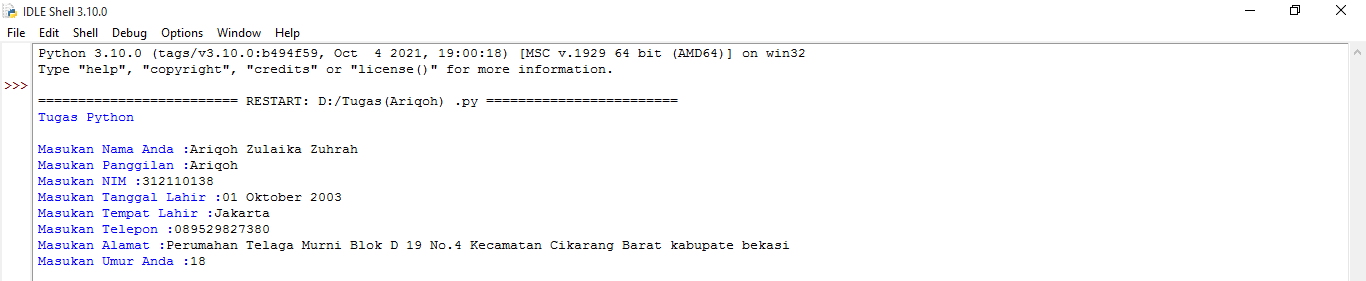 IDLE Shell 3.10.0
File Edit Shell Debug Options Window Help
Python 3.10.0 (tags/v3.10.0:b494f59, Oct  4 2021, 19:00:18) [MSC v.1929 64 bit (AMD64)] on win32
Type "help", "copyright", "credits" or "license()" for more information.
>>>
========================= RESTART: D:/Tugas(Ariqoh) .py ========================
Tugas Python
Masukan Nama Anda :Ariqoh Zulaika Zuhrah
Masukan Panggilan :Ariqoh
Masukan NIM :312110138
Masukan Tanggal Lahir :01 Oktober 2003
Masukan Tempat Lahir :Jakarta
Masukan Telepon :089529827380
Masukan Alamat :Perumahan Telaga Murni Blok D 19 No.4 Kecamatan Cikarang Barat kabupate bekasi
Masukan Umur Anda :18